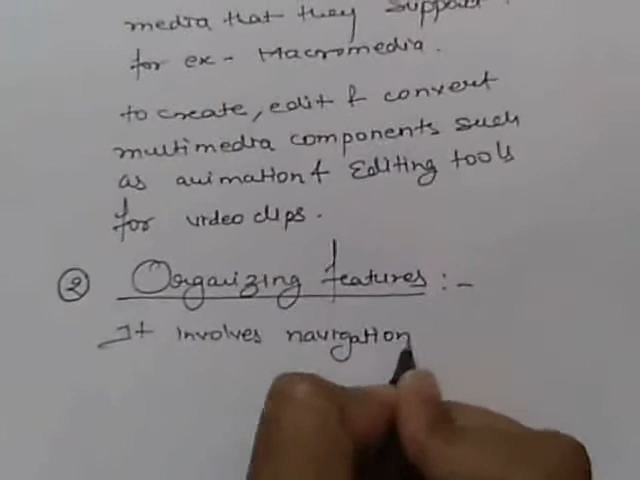 media that they support.
for ex - Macromedia.
to create, edit & convert
multimedia components such
as animation & Editing tools
for video clips.
② Organizing features :-
It involves navigation